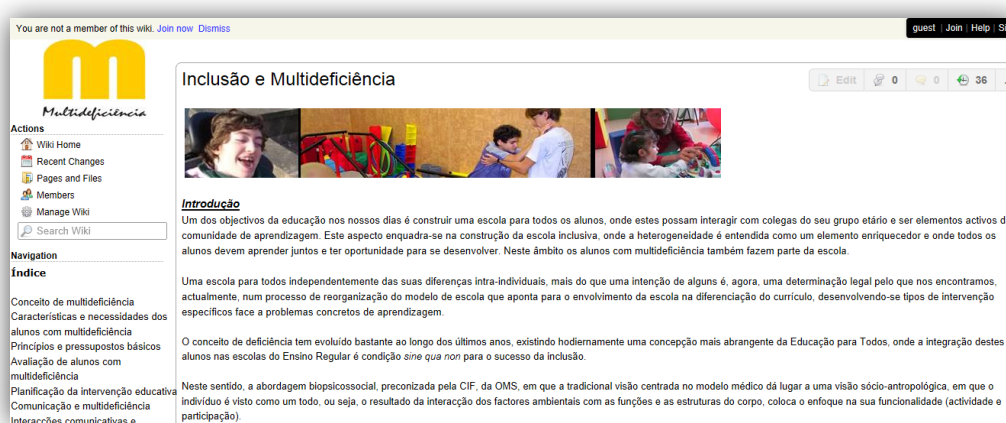 You are not a member of this wiki. Join now Dismiss
guest | Join | Help |
Multideficiência
Actions
Wiki Home
Recent Changes
Pages and Files
Members
Manage Wiki
Search Wiki
Navigation
Índice
Conceito de multideficiência
Características e necessidades dos
alunos com multideficiência
Princípios e pressupostos básicos
Avaliação de alunos com
multideficiência
Planificação da intervenção educativa
Comunicação e multideficiência
Interacções comunicativas e
Inclusão e Multideficiência
Edit 0 0 36
Introdução
Um dos objectivos da educação nos nossos dias é construir uma escola para todos os alunos, onde estes possam interagir com colegas do seu grupo etário e ser elementos activos d
comunidade de aprendizagem. Este aspecto enquadra-se na construção da escola inclusiva, onde a heterogeneidade é entendida como um elemento enriquecedor e onde todos os
alunos devem aprender juntos e ter oportunidade para se desenvolver. Neste âmbito os alunos com multideficiência também fazem parte da escola.
Uma escola para todos independentemente das suas diferenças intra-individuais, mais do que uma intenção de alguns é, agora, uma determinação legal pelo que nos encontramos,
actualmente, num processo de reorganização do modelo de escola que aponta para o envolvimento da escola na diferenciação do currículo, desenvolvendo-se tipos de intervenção
específicos face a problemas concretos de aprendizagem.
O conceito de deficiência tem evoluído bastante ao longo dos últimos anos, existindo hodiernamente uma concepção mais abrangente da Educação para Todos, onde a integração destes
alunos nas escolas do Ensino Regular é condição sine qua non para o sucesso da inclusão.
Neste sentido, a abordagem biopsicossocial, preconizada pela CIF, da OMS, em que a tradicional visão centrada no modelo médico dá lugar a uma visão sócio-antropológica, em que o
indivíduo é visto como um todo, ou seja, o resultado da interacção dos factores ambientais com as funções e as estruturas do corpo, coloca o enfoque na sua funcionalidade (actividade e
participação).